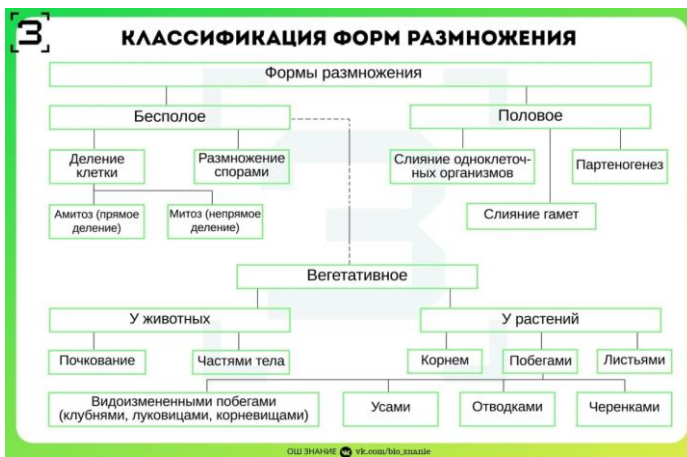 З
КЛАССИФИКАЦИЯ ФОРМ РАЗМНОЖЕНИЯ
Формы размножения
Бесполое
Половое
Деление
клетки
Размножение
спорами
Слияние одноклеточ-
ных организмов
Партеногенез
Амитоз (прямое
деление)
Митоз (непрямое
деление)
Слияние гамет
Вегетативное
У животных
У растений
Почкование
Частями тела
Корнем
Побегами
Листьями
Видоизмененными побегами
(клубнями, луковицами, корневищами)
Усами
Отводками
Черенками
ОШ ЗНАНИЕ vk.com/bio_znanie